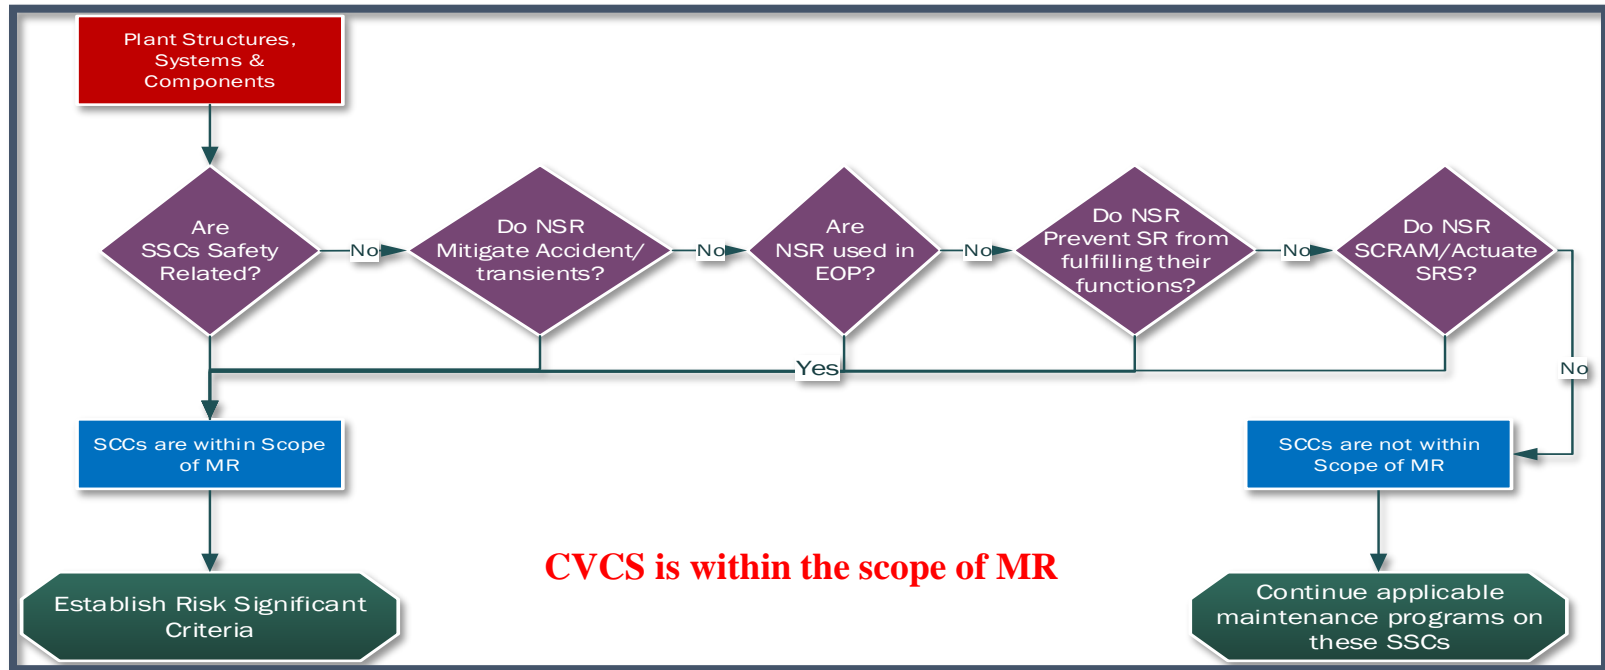 Plant Structures,
Systems &
Components
Are
SSCs Safety
Related?
No
Do NSR
Mitigate Accident/
transients?
No
Are
NSR used in
EOP?
No
Do NSR
Prevent SR from
fulfilling their
functions?
No
Do NSR
SCRAM/Actuate
SRS?
Yes
No
SCCs are within Scope
of MR
SCCs are not within
Scope of MR
CVCS is within the scope of MR
Establish Risk Significant
Criteria
Continue applicable
maintenance programs on
these SSCs